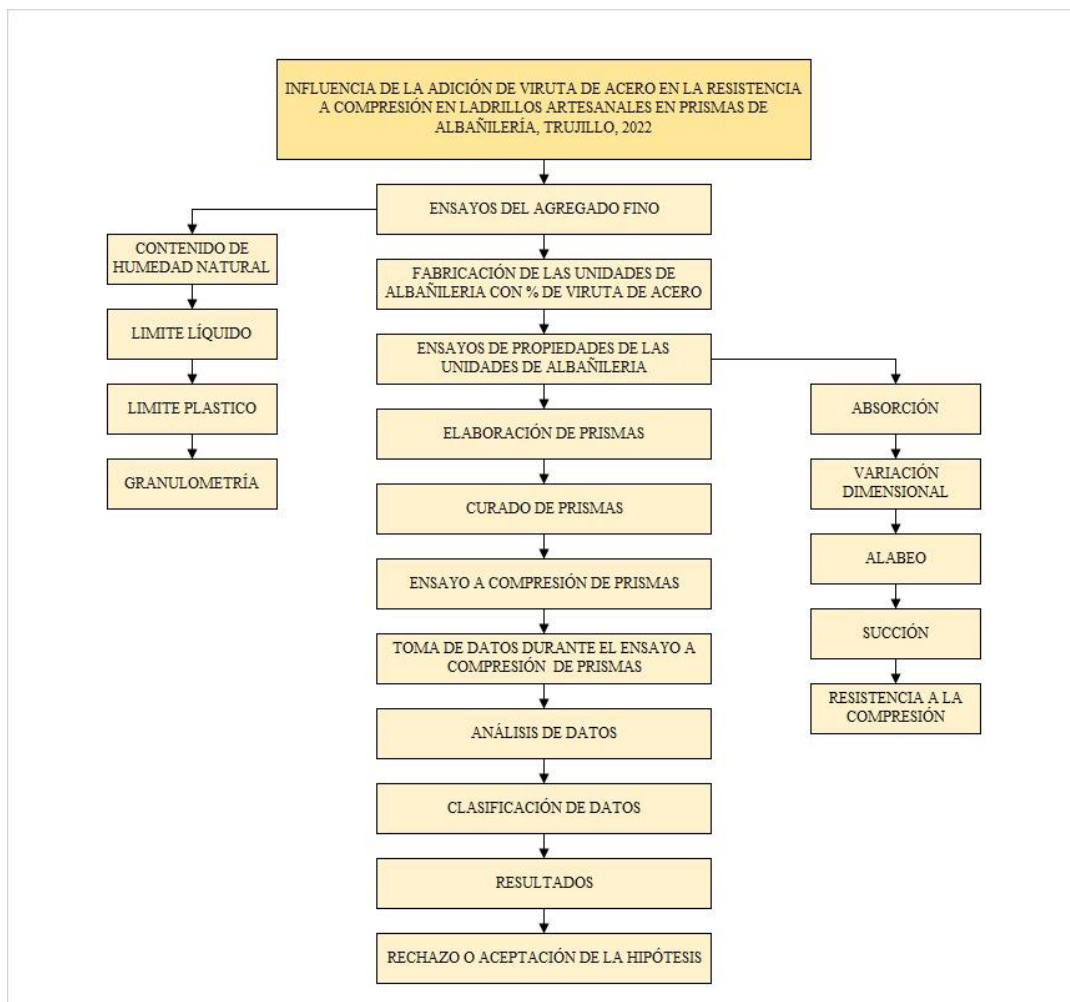 INFLUENCIA DE LA ADICIÓN DE VIRUTA DE ACERO EN LA RESISTENCIA
A COMPRESIÓN EN LADRILLOS ARTESANALES EN PRISMAS DE
ALBAÑILERÍA, TRUJILLO, 2022
ENSAYOS DEL AGREGADO FINO
CONTENIDO DE
HUMEDAD NATURAL
LIMITE LÍQUIDO
LIMITE PLASTICO
GRANULOMETRÍA
FABRICACIÓN DE LAS UNIDADES DE
ALBAÑILERIA CON % DE VIRUTA DE ACERO
ENSAYOS DE PROPIEDADES DE LAS
UNIDADES DE ALBAÑILERIA
ABSORCIÓN
VARIACIÓN
DIMENSIONAL
ALABEO
SUCCIÓN
RESISTENCIA A LA
COMPRESIÓN
ELABORACIÓN DE PRISMAS
CURADO DE PRISMAS
ENSAYO A COMPRESIÓN DE PRISMAS
TOMA DE DATOS DURANTE EL ENSAYO A
COMPRESIÓN DE PRISMAS
ANÁLISIS DE DATOS
CLASIFICACIÓN DE DATOS
RESULTADOS
RECHAZO O ACEPTACIÓN DE LA HIPÓTESIS